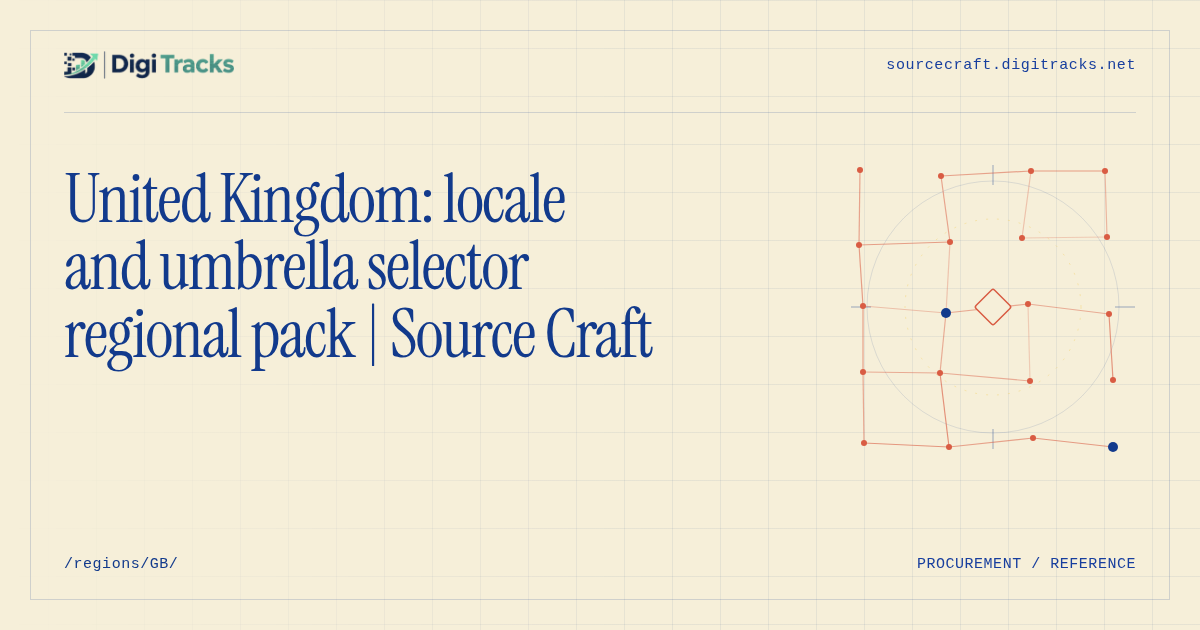 Digi Tracks
sourcecraft.digitracks.net
United Kingdom: locale
and umbrella selector
regional pack | Source Craft
/regions/GB/
PROCUREMENT / REFERENCE